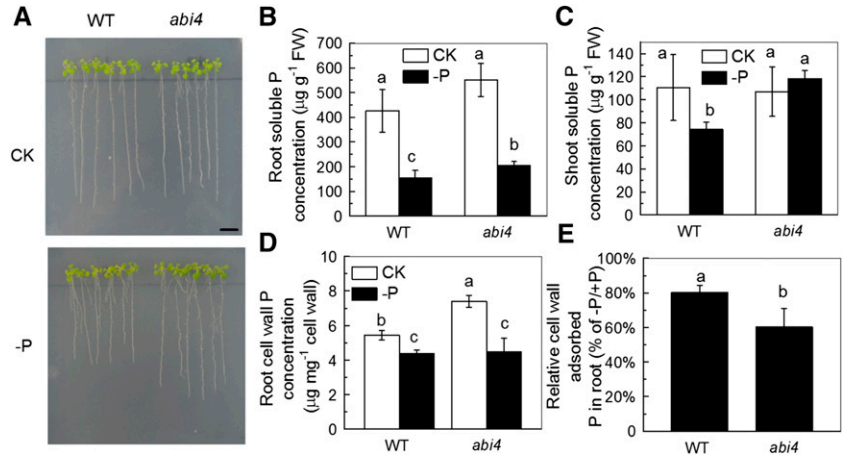 A
WT abi4
CK
-P
B
Root soluble P
concentration (μg g-1 FW)
700
600
500
400
300
200
100
0
CK
-P
a
c
a
b
WT abi4
C
Shoot soluble P
concentration (μg g-1 FW)
140
120
100
80
60
40
20
0
CK
-P
a
b
a
a
WT abi4
D
Root cell wall P
concentration
(μg mg-1 cell wall)
10
8
6
4
2
0
CK
-P
b
c
a
c
WT abi4
E
Relative cell wall
adsorbed
P in root (% of -P/+P)
100%
80%
60%
40%
20%
0
a
b
WT abi4